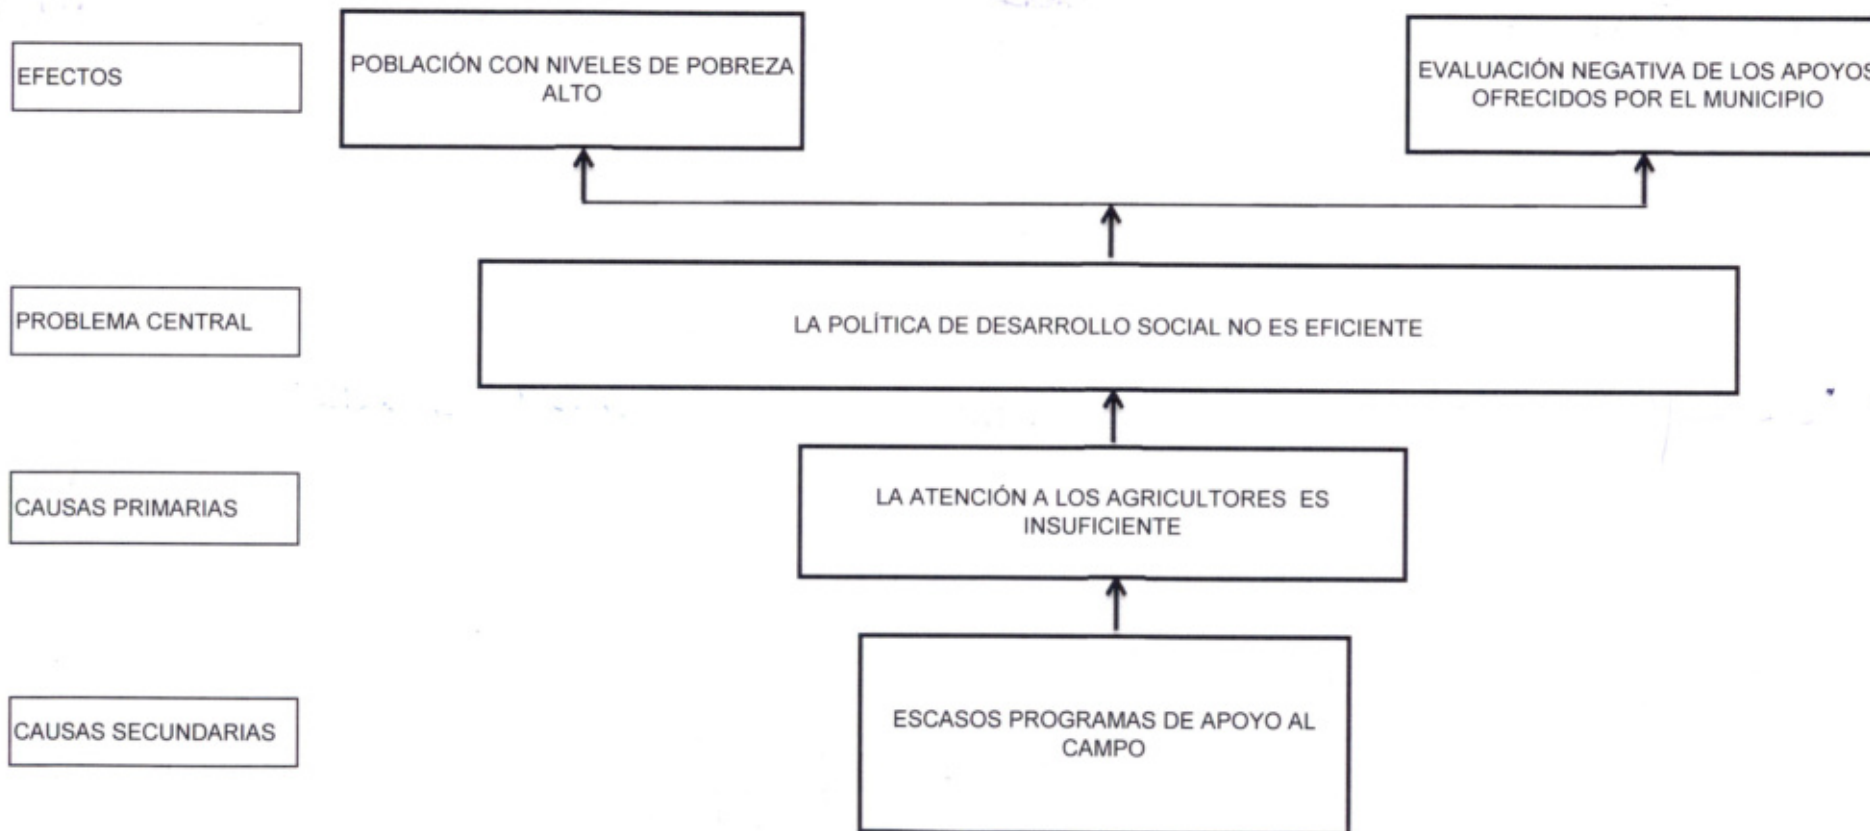 EFECTOS
POBLACIÓN CON NIVELES DE POBREZA
ALTO
EVALUACIÓN NEGATIVA DE LOS APOYOS
OFRECIDOS POR EL MUNICIPIO
PROBLEMA CENTRAL
LA POLÍTICA DE DESARROLLO SOCIAL NO ES EFICIENTE
CAUSAS PRIMARIAS
LA ATENCIÓN A LOS AGRICULTORES ES
INSUFICIENTE
CAUSAS SECUNDARIAS
ESCASOS PROGRAMAS DE APOYO AL
CAMPO